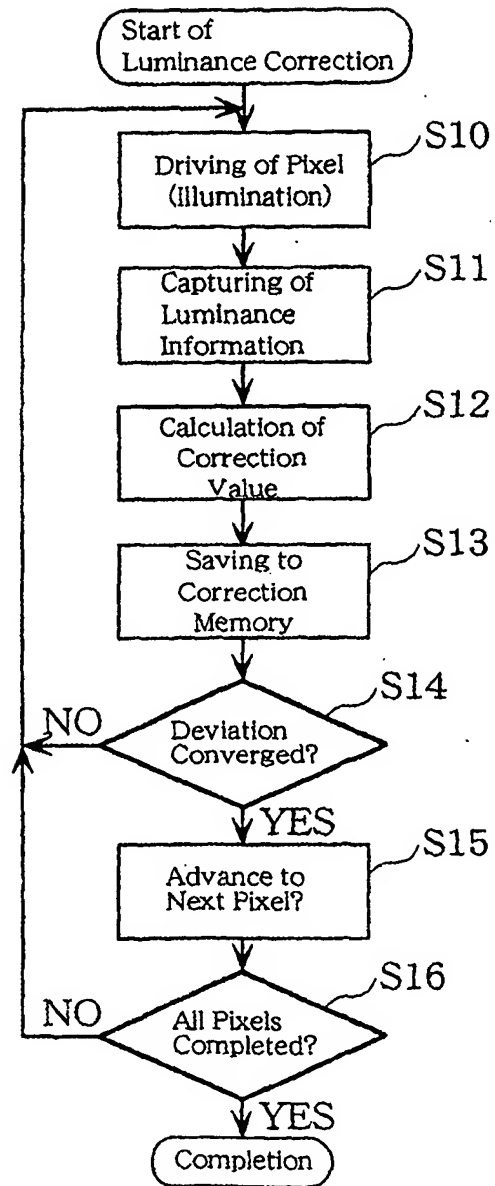 Start of
Luminance Correction
S10
Driving of Pixel
(Illumination)
S11
Capturing of
Luminance
Information
S12
Calculation of
Correction
Value
S13
Saving to
Correction
Memory
S14
NO
Deviation
Converged?
YES
S15
Advance to
Next Pixel?
S16
NO
All Pixels
Completed?
YES
Completion